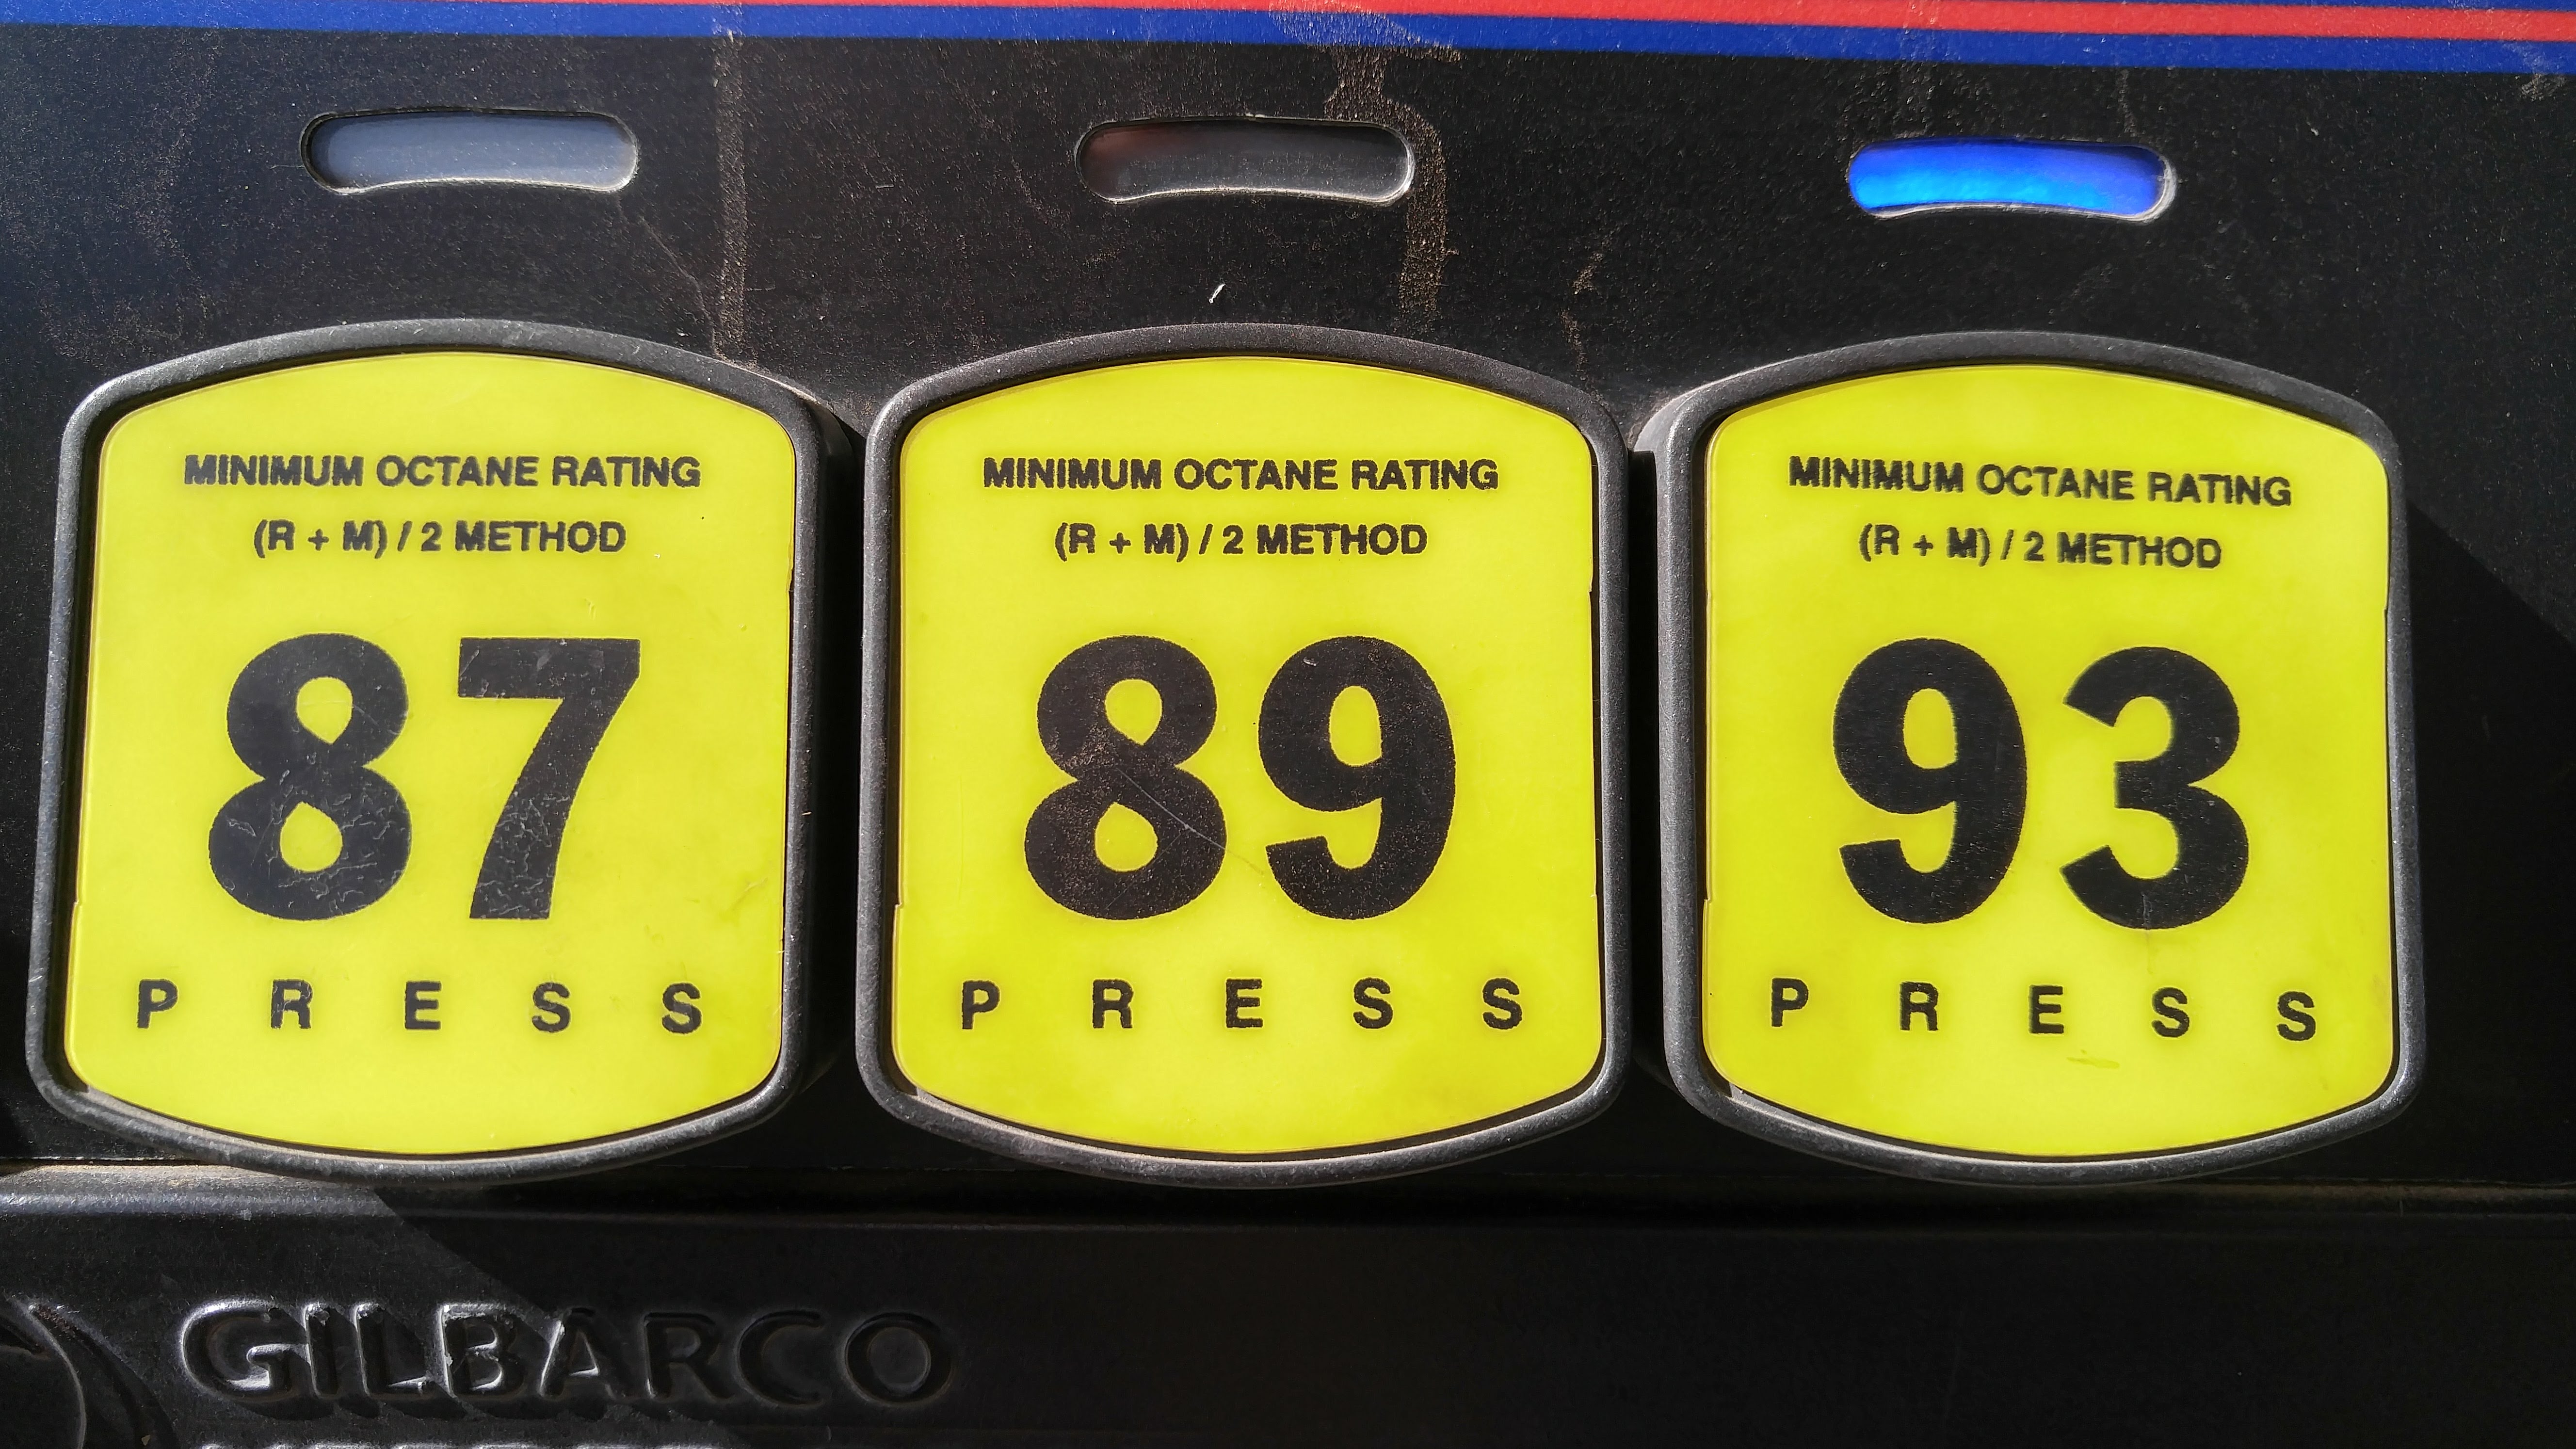 MINIMUM OCTANE RATING
(R + M) / 2 METHOD
87
PRESS
MINIMUM OCTANE RATING
(R + M) / 2 METHOD
89
PRESS
MINIMUM OCTANE RATING
(R + M) / 2 METHOD
93
PRESS
GILBARCO